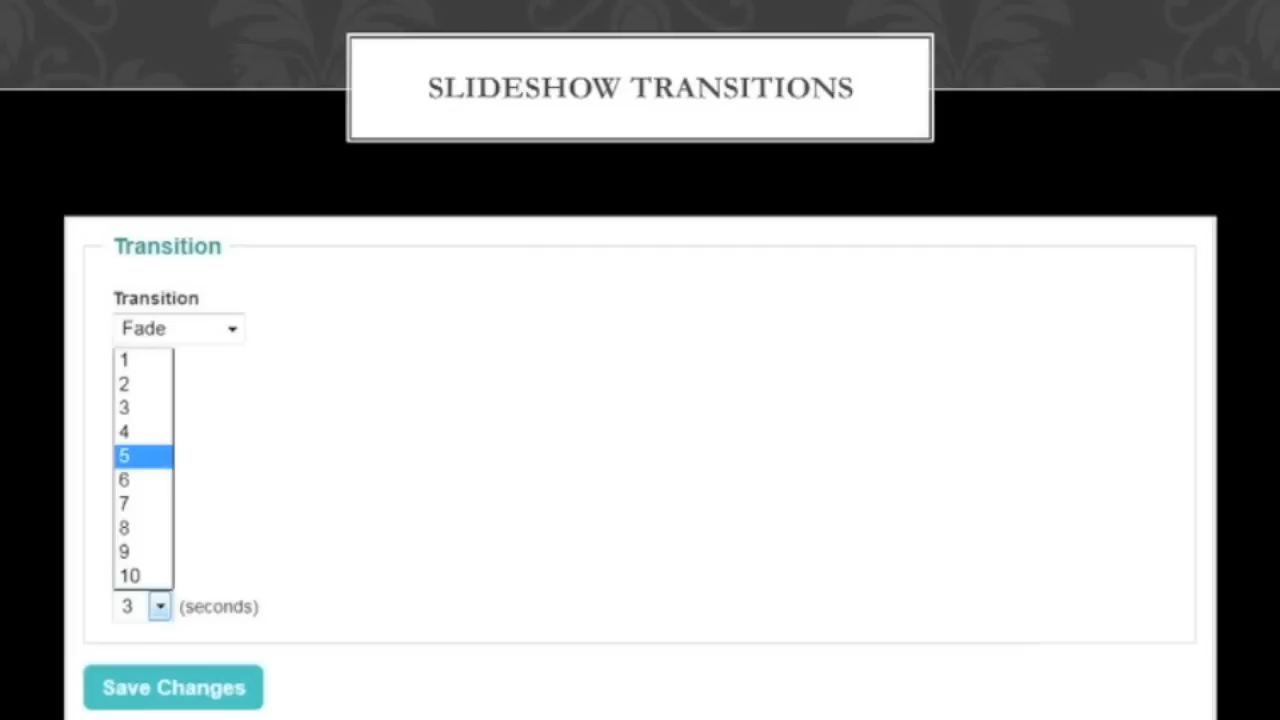 SLIDESHOW TRANSITIONS
Transition
Transition
Fade
1
2
3
4
5
6
7
8
9
10
3 (seconds)
Save Changes